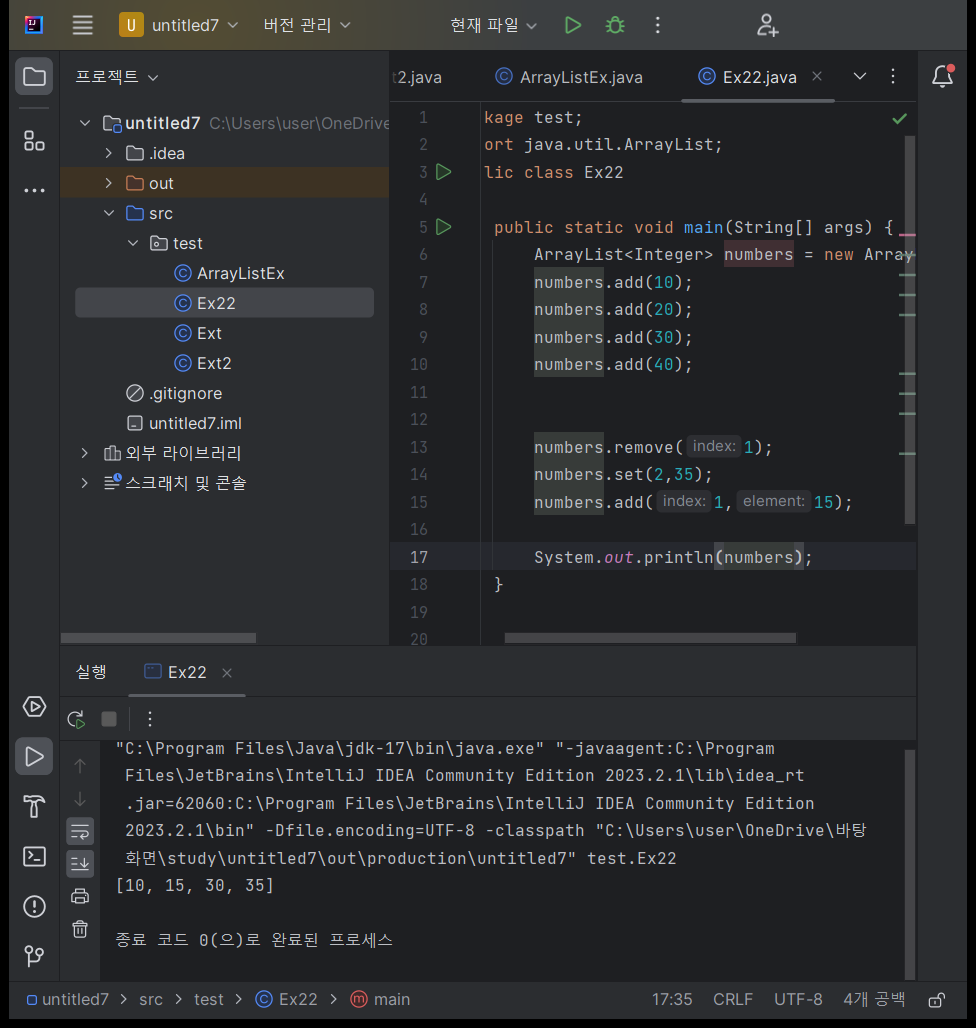 U untitled7 버전 관리 현재 파일
프로젝트
t2.java ArrayListEx.java Ex22.java
untitled7 C:\Users\user\OneDrive
.idea
out
src
test
ArrayListEx
Ex22
Ext
Ext2
.gitignore
untitled7.iml
외부 라이브러리
스크래치 및 콘솔
1 kage test;
2 ort java.util.ArrayList;
3 lic class Ex22
4
5 public static void main(String[] args) {
6 ArrayList<Integer> numbers = new Array
7 numbers.add(10);
8 numbers.add(20);
9 numbers.add(30);
10 numbers.add(40);
11
12
13 numbers.remove( index: 1);
14 numbers.set(2,35);
15 numbers.add( index: 1, element: 15);
16
17 System.out.println(numbers);
18 }
19
20
실행 Ex22
"C:\Program Files\Java\jdk-17\bin\java.exe" "-javaagent:C:\Program
Files\JetBrains\IntelliJ IDEA Community Edition 2023.2.1\lib\idea_rt
.jar=62060:C:\Program Files\JetBrains\IntelliJ IDEA Community Edition
2023.2.1\bin" -Dfile.encoding=UTF-8 -classpath "C:\Users\user\OneDrive\바탕
화면\study\untitled7\out\production\untitled7" test.Ex22
[10, 15, 30, 35]
종료 코드 0(으)로 완료된 프로세스
untitled7 > src > test > Ex22 > main 17:35 CRLF UTF-8 4개 공백